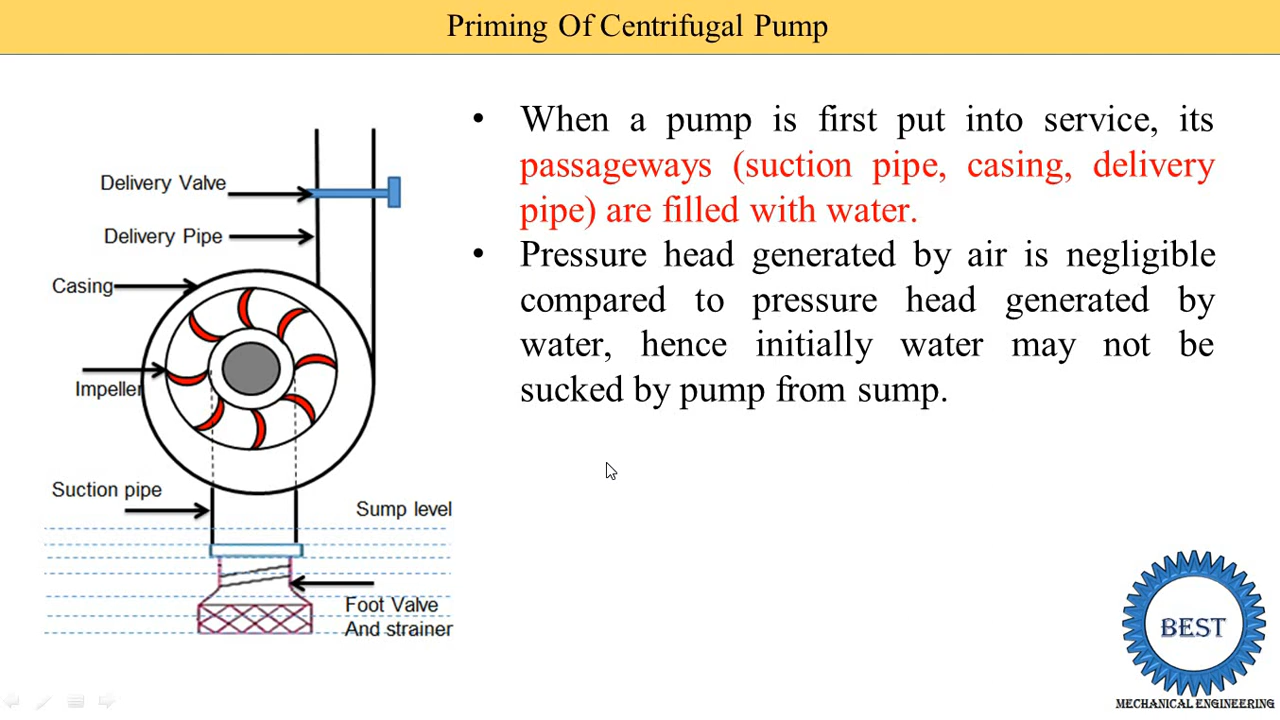 Priming Of Centrifugal Pump
• When a pump is first put into service, its
passageways (suction pipe, casing, delivery
pipe) are filled with water.
• Pressure head generated by air is negligible
compared to pressure head generated by
water, hence initially water may not be
sucked by pump from sump.
Delivery Valve
Delivery Pipe
Casing
Impeller
Suction pipe
Sump level
Foot Valve
And strainer
BEST
MECHANICAL ENGINEERING